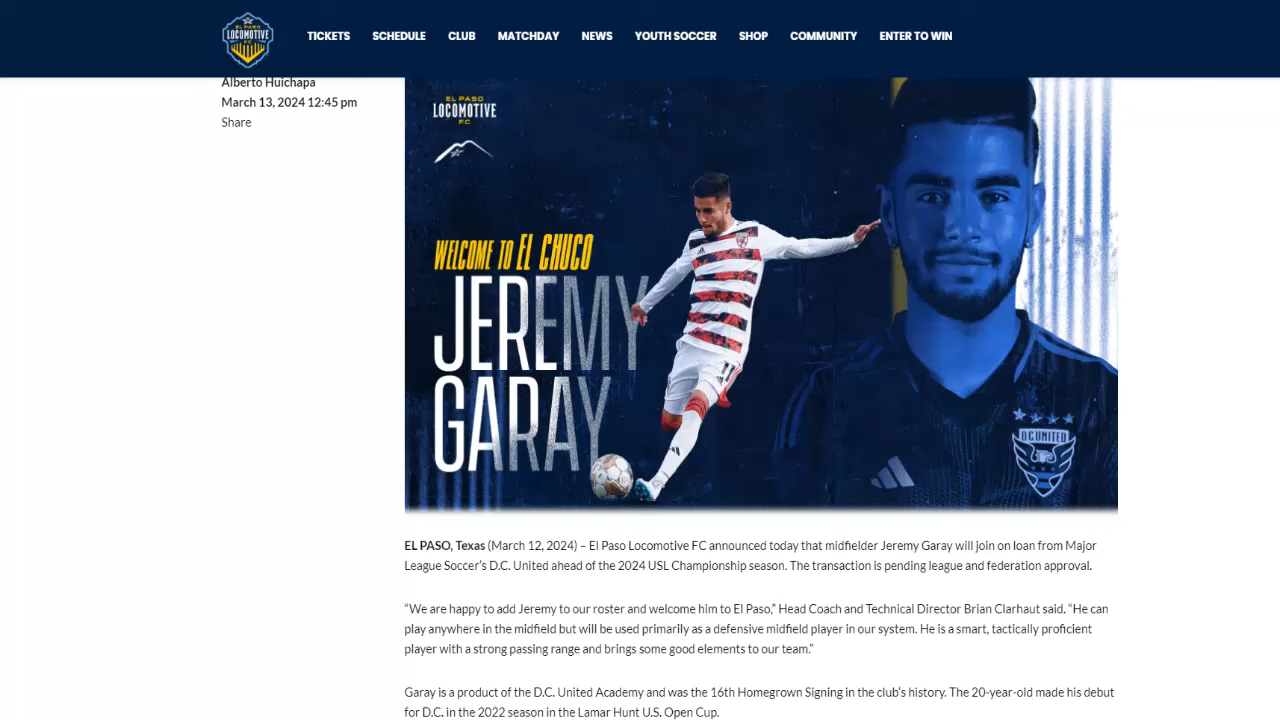 EL PASO
LOCOMOTIVE
FC
TICKETS SCHEDULE CLUB MATCHDAY NEWS YOUTH SOCCER SHOP COMMUNITY ENTER TO WIN
Alberto Huichapa
March 13, 2024 12:45 pm
Share
EL PASO
LOCOMOTIVE
FC
WELCOME TO EL CHUCO
JEREMY
GARAY
11
D.C. UNITED
EL PASO, Texas (March 12, 2024) – El Paso Locomotive FC announced today that midfielder Jeremy Garay will join on loan from Major
League Soccer’s D.C. United ahead of the 2024 USL Championship season. The transaction is pending league and federation approval.
“We are happy to add Jeremy to our roster and welcome him to El Paso,” Head Coach and Technical Director Brian Clarhaut said. “He can
play anywhere in the midfield but will be used primarily as a defensive midfield player in our system. He is a smart, tactically proficient
player with a strong passing range and brings some good elements to our team.”
Garay is a product of the D.C. United Academy and was the 16th Homegrown Signing in the club’s history. The 20-year-old made his debut
for D.C. in the 2022 season in the Lamar Hunt U.S. Open Cup.